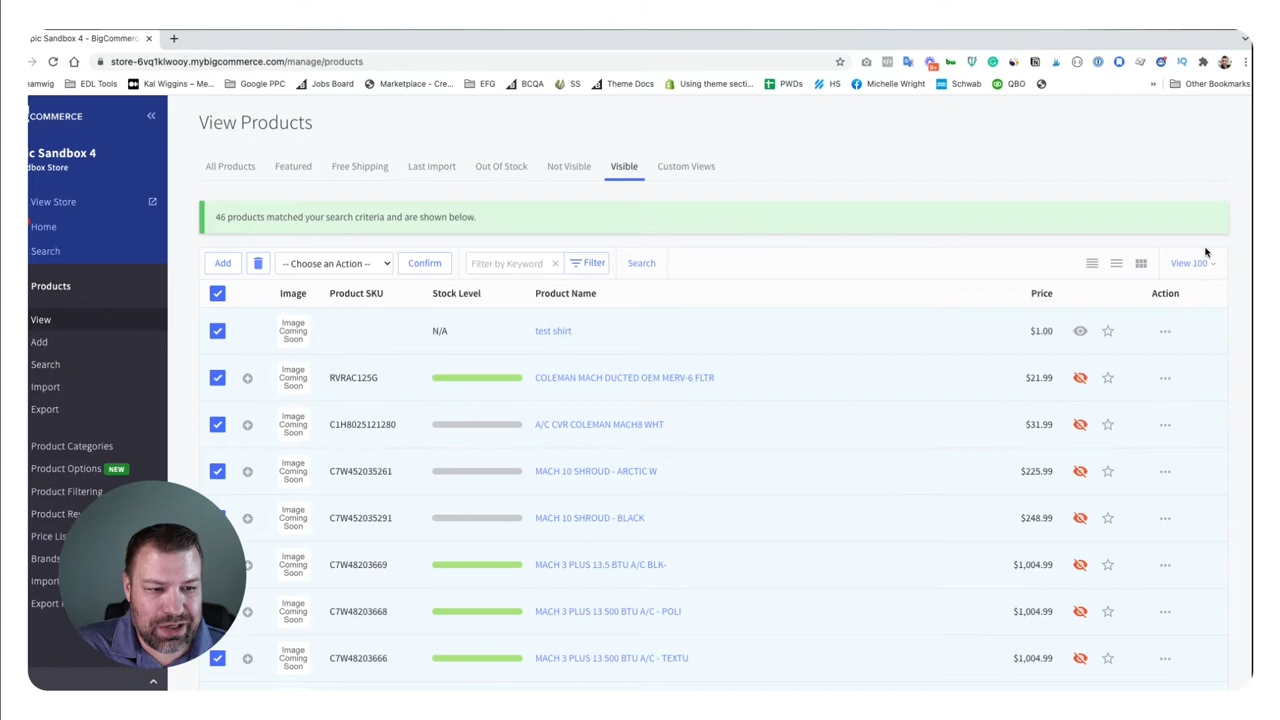 pic Sandbox 4 - BigCommerc
store-6vq1klwooy.mybigcommerce.com/manage/products
eamwig EDL Tools Kal Wiggins – Me... Google PPC Jobs Board Marketplace - Cre... EFG BCQA SS Theme Docs Using theme secti... PWDs HS Michelle Wright Schwab QBO » Other Bookmarks
COMMERCE
pic Sandbox 4
dbox Store
View Store
Home
Search
Products
View
Add
Search
Import
Export
Product Categories
Product Options NEW
Product Filtering
Product Re
Price Lis
Brands
Import
Export
View Products
All Products Featured Free Shipping Last Import Out Of Stock Not Visible Visible Custom Views
46 products matched your search criteria and are shown below.
Add -- Choose an Action -- Confirm Filter by Keyword Filter Search View 100
Image Product SKU Stock Level Product Name Price Action
Image Coming Soon N/A test shirt $1.00
Image Coming Soon RVRAC125G COLEMAN MACH DUCTED OEM MERV-6 FLTR $21.99
Image Coming Soon C1H8025121280 A/C CVR COLEMAN MACH8 WHT $31.99
Image Coming Soon C7W452035261 MACH 10 SHROUD - ARCTIC W $225.99
Image Coming Soon C7W452035291 MACH 10 SHROUD - BLACK $248.99
Image Coming Soon C7W48203669 MACH 3 PLUS 13.5 BTU A/C BLK- $1,004.99
Image Coming Soon C7W48203668 MACH 3 PLUS 13 500 BTU A/C - POLI $1,004.99
Image Coming Soon C7W48203666 MACH 3 PLUS 13 500 BTU A/C - TEXTU $1,004.99